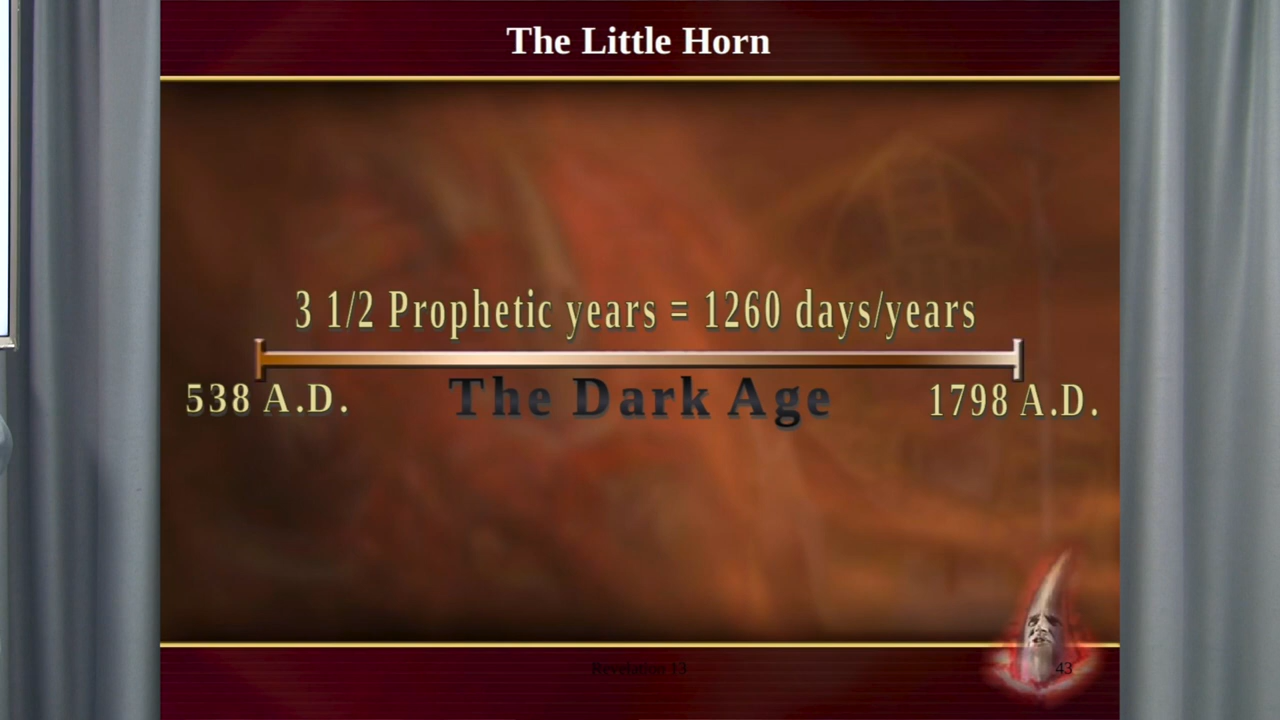 The Little Horn
3 1/2 Prophetic years = 1260 days/years
538 A.D.
The Dark Age
1798 A.D.
Revelation 13
43